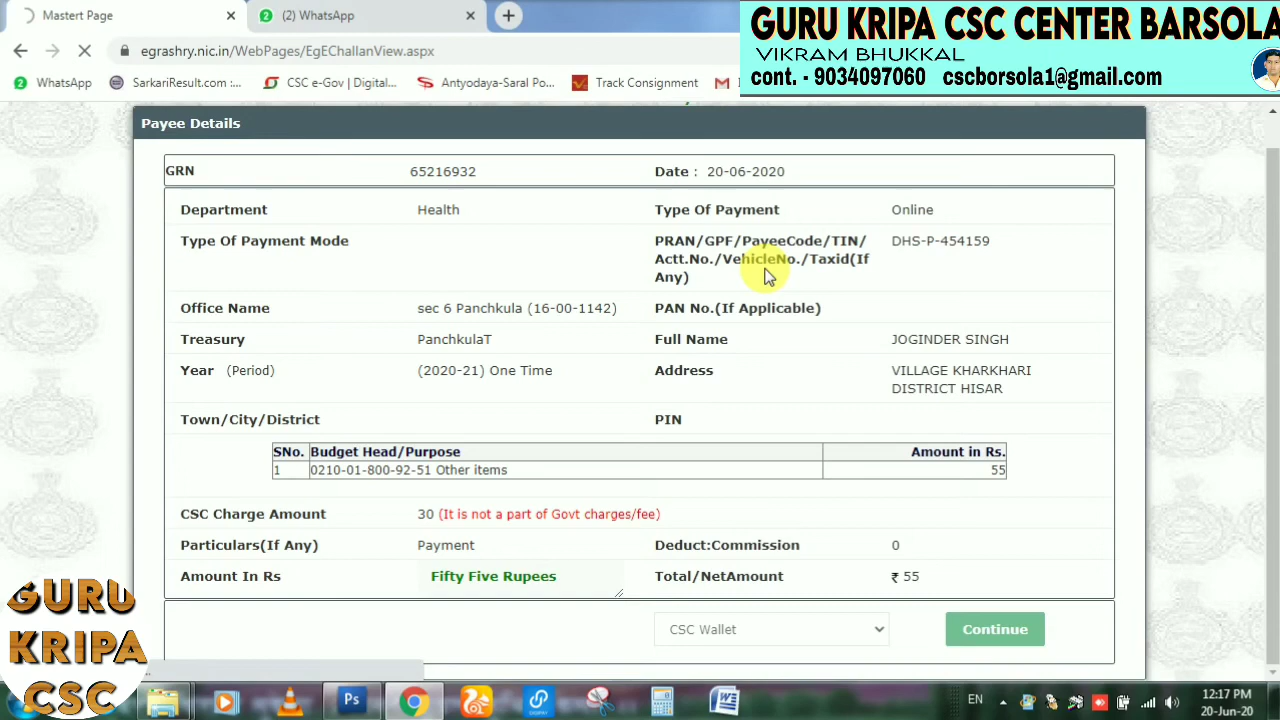 Mastert Page
(2) WhatsApp
GURU KRIPA CSC CENTER BARSOLA
VIKRAM BHUKKAL
cont. - 9034097060 cscborsola1@gmail.com
egrashry.nic.in/WebPages/EgEChallanView.aspx
WhatsApp SarkariResult.com :... CSC e-Gov | Digital... Antyodaya-Saral Po... Track Consignment
Payee Details
GRN 65216932 Date : 20-06-2020
Department Health Type Of Payment Online
Type Of Payment Mode PRAN/GPF/PayeeCode/TIN/ DHS-P-454159
Actt.No./VehicleNo./Taxid(If
Any)
Office Name sec 6 Panchkula (16-00-1142) PAN No.(If Applicable)
Treasury PanchkulaT Full Name JOGINDER SINGH
Year (Period) (2020-21) One Time Address VILLAGE KHARKHARI
DISTRICT HISAR
Town/City/District PIN
SNo. Budget Head/Purpose Amount in Rs.
1 0210-01-800-92-51 Other items 55
CSC Charge Amount 30 (It is not a part of Govt charges/fee)
Particulars(If Any) Payment Deduct:Commission 0
Amount In Rs Fifty Five Rupees Total/NetAmount ₹ 55
CSC Wallet Continue
GURU
KRIPA
CSC
Ps
EN
12:17 PM
20-Jun-20